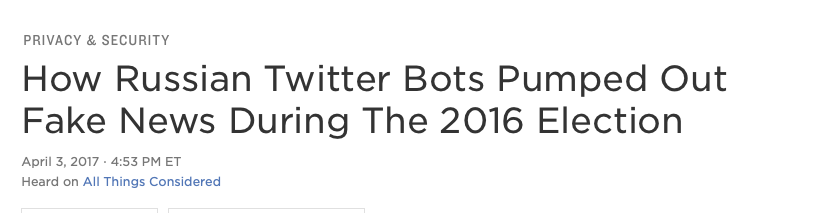 PRIVACY & SECURITY
How Russian Twitter Bots Pumped Out
Fake News During The 2016 Election
April 3, 2017 · 4:53 PM ET
Heard on All Things Considered